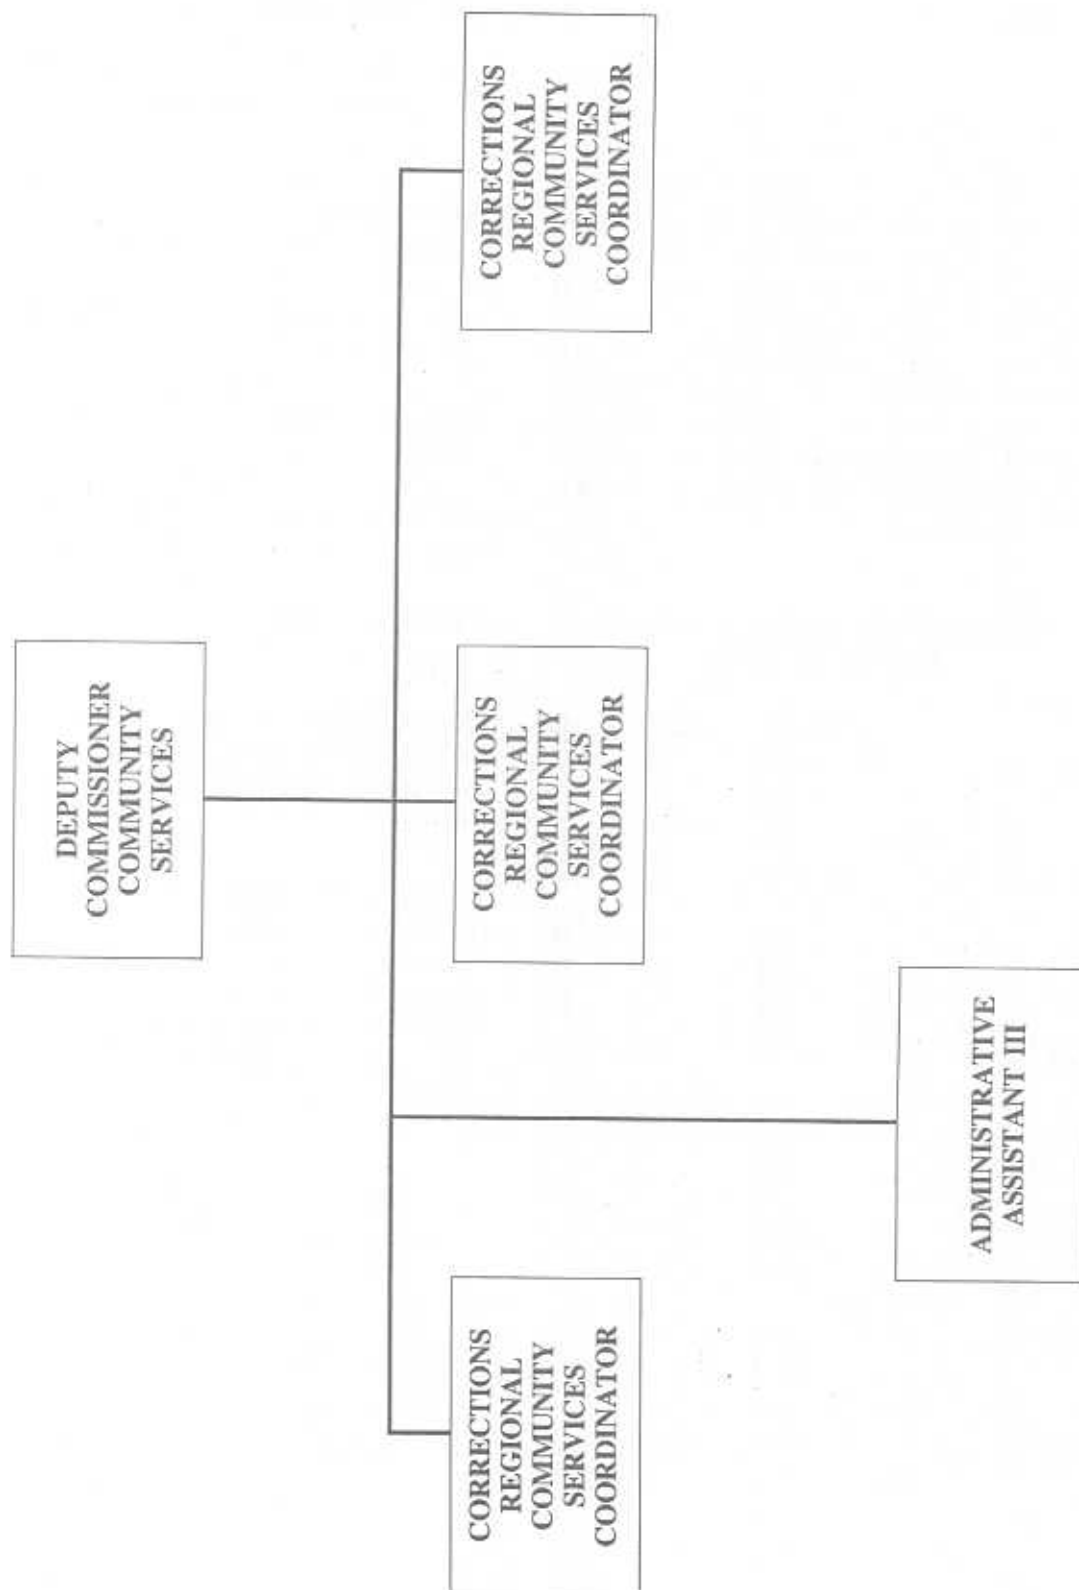 DEPUTY
COMMISSIONER
COMMUNITY
SERVICES
CORRECTIONS
REGIONAL
COMMUNITY
SERVICES
COORDINATOR
CORRECTIONS
REGIONAL
COMMUNITY
SERVICES
COORDINATOR
CORRECTIONS
REGIONAL
COMMUNITY
SERVICES
COORDINATOR
ADMINISTRATIVE
ASSISTANT III